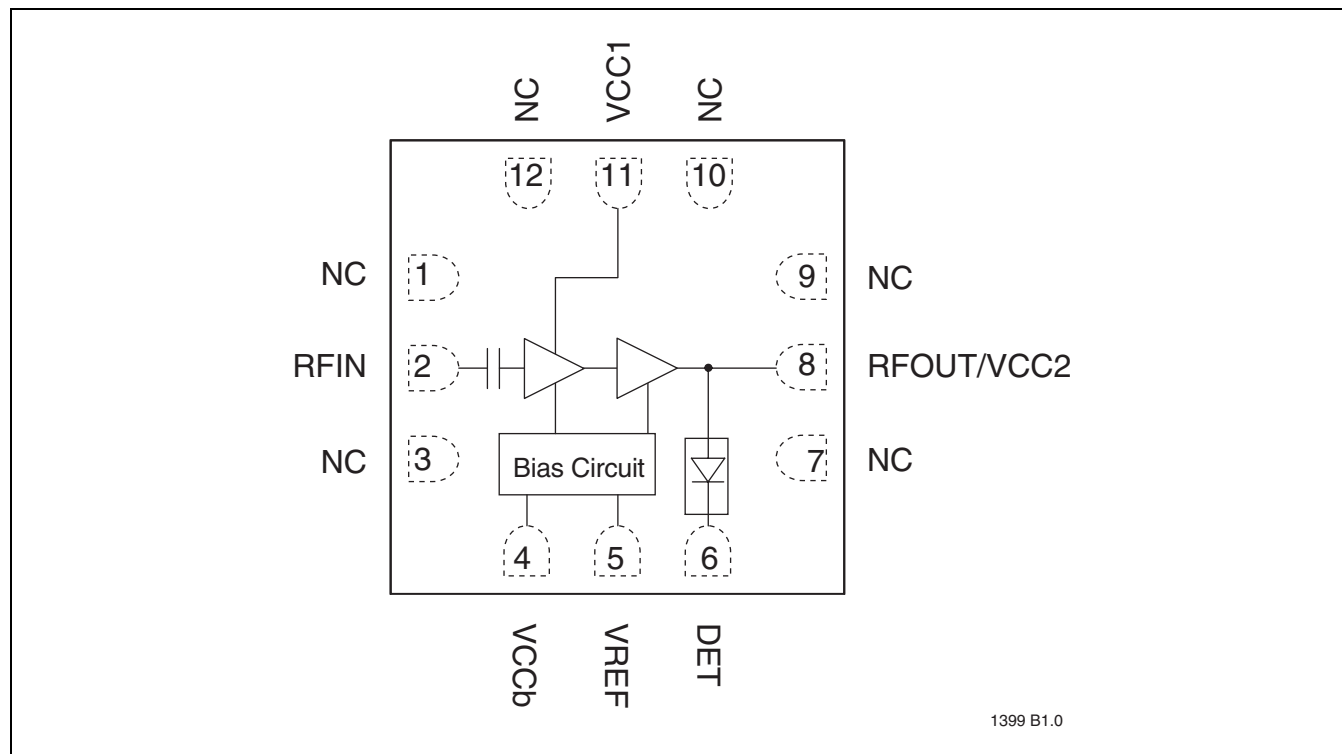 NC
VCC1
NC
12
11
10
NC
1
9
NC
RFIN
2
8
RFOUT/VCC2
NC
3
Bias Circuit
7
NC
4
5
6
VCCb
VREF
DET
1399 B1.0